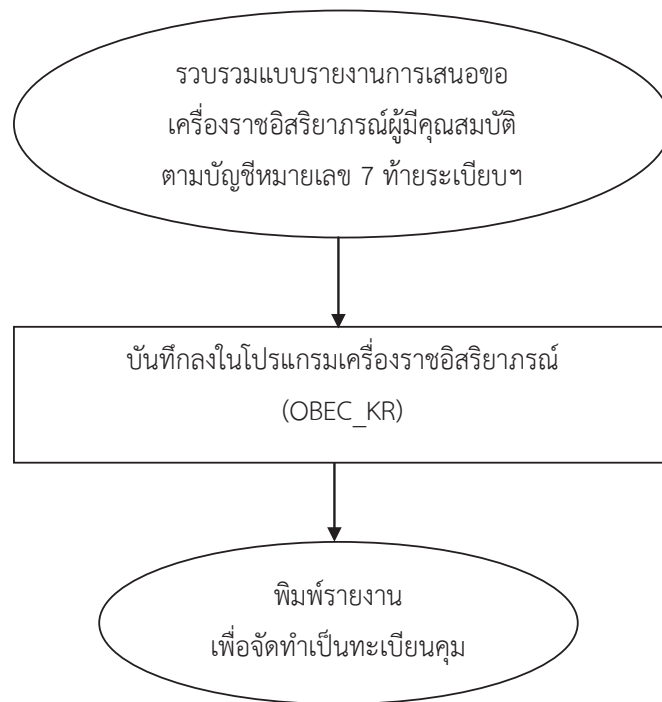 รวบรวมแบบรายงานการเสนอขอ
เครื่องราชอิสริยาภรณ์ผู้มีคุณสมบัติ
ตามบัญชีหมายเลข 7 ท้ายระเบียบฯ
บันทึกลงในโปรแกรมเครื่องราชอิสริยาภรณ์
(OBEC_KR)
พิมพ์รายงาน
เพื่อจัดทำเป็นทะเบียนคุม